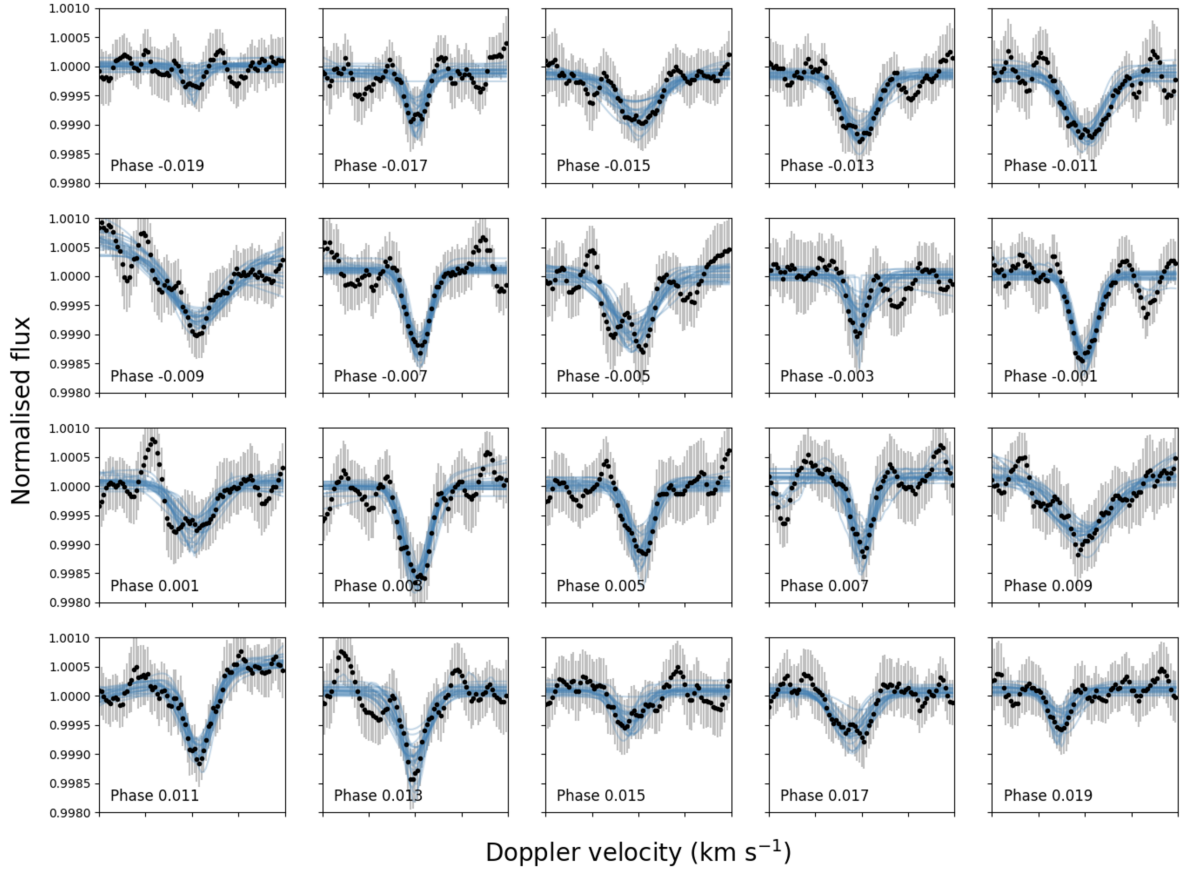 1.0010
1.0005
1.0000
0.9995
0.9990
0.9985
0.9980
Phase -0.019
Phase -0.017
Phase -0.015
Phase -0.013
Phase -0.011
1.0010
1.0005
1.0000
0.9995
0.9990
0.9985
0.9980
Phase -0.009
Phase -0.007
Phase -0.005
Phase -0.003
Phase -0.001
Normalised flux
1.0010
1.0005
1.0000
0.9995
0.9990
0.9985
0.9980
Phase 0.001
Phase 0.003
Phase 0.005
Phase 0.007
Phase 0.009
1.0010
1.0005
1.0000
0.9995
0.9990
0.9985
0.9980
Phase 0.011
Phase 0.013
Phase 0.015
Phase 0.017
Phase 0.019
Doppler velocity (km s⁻¹)